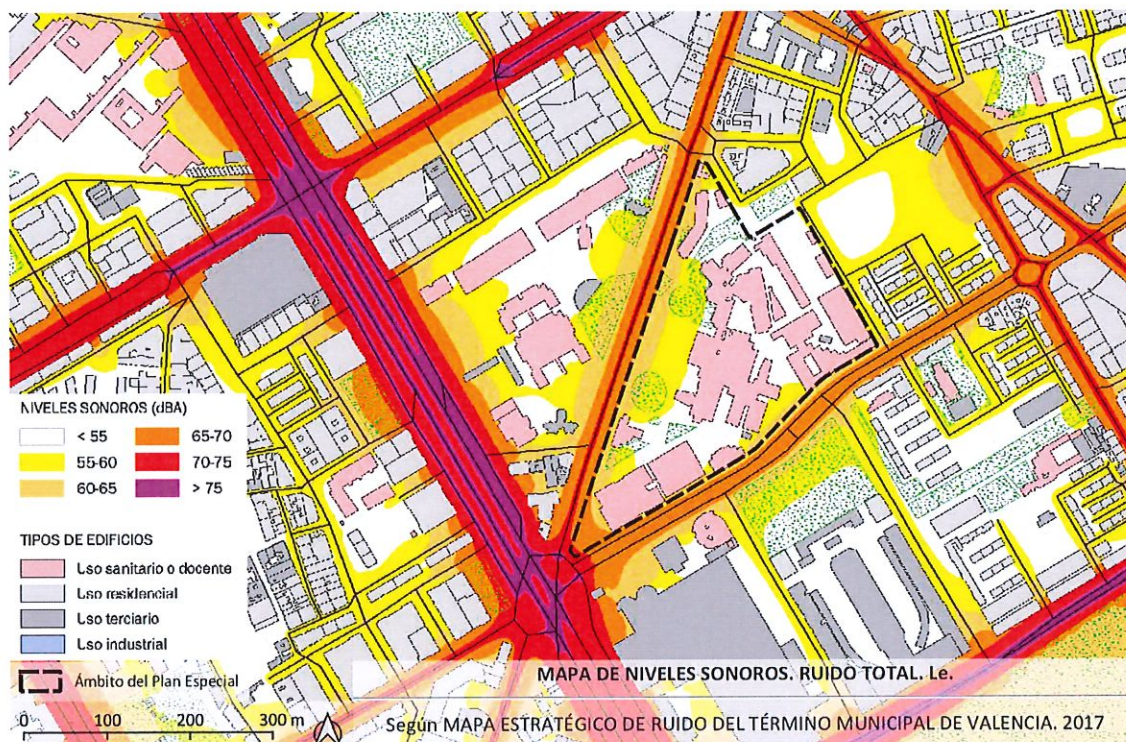 NIVELES SONOROS (dBA)
< 55
65-70
55-60
70-75
60-65
> 75
TIPOS DE EDIFICIOS
Uso sanitario o docente
Uso residencial
Uso terciario
Uso industrial
Ámbito del Plan Especial
0 100 200 300 m
MAPA DE NIVELES SONOROS. RUIDO TOTAL. Le.
Según MAPA ESTRATÉGICO DE RUIDO DEL TÉRMINO MUNICIPAL DE VALENCIA. 2017